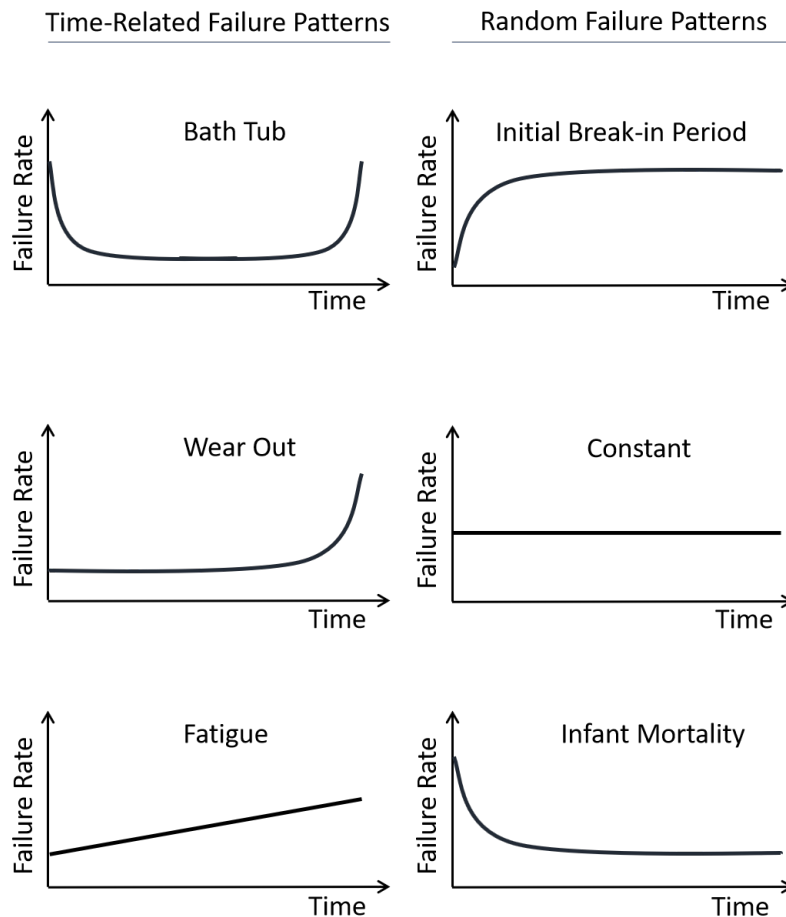 Time-Related Failure Patterns
Random Failure Patterns
Bath Tub
Failure Rate
Time
Initial Break-in Period
Failure Rate
Time
Wear Out
Failure Rate
Time
Constant
Failure Rate
Time
Fatigue
Failure Rate
Time
Infant Mortality
Failure Rate
Time